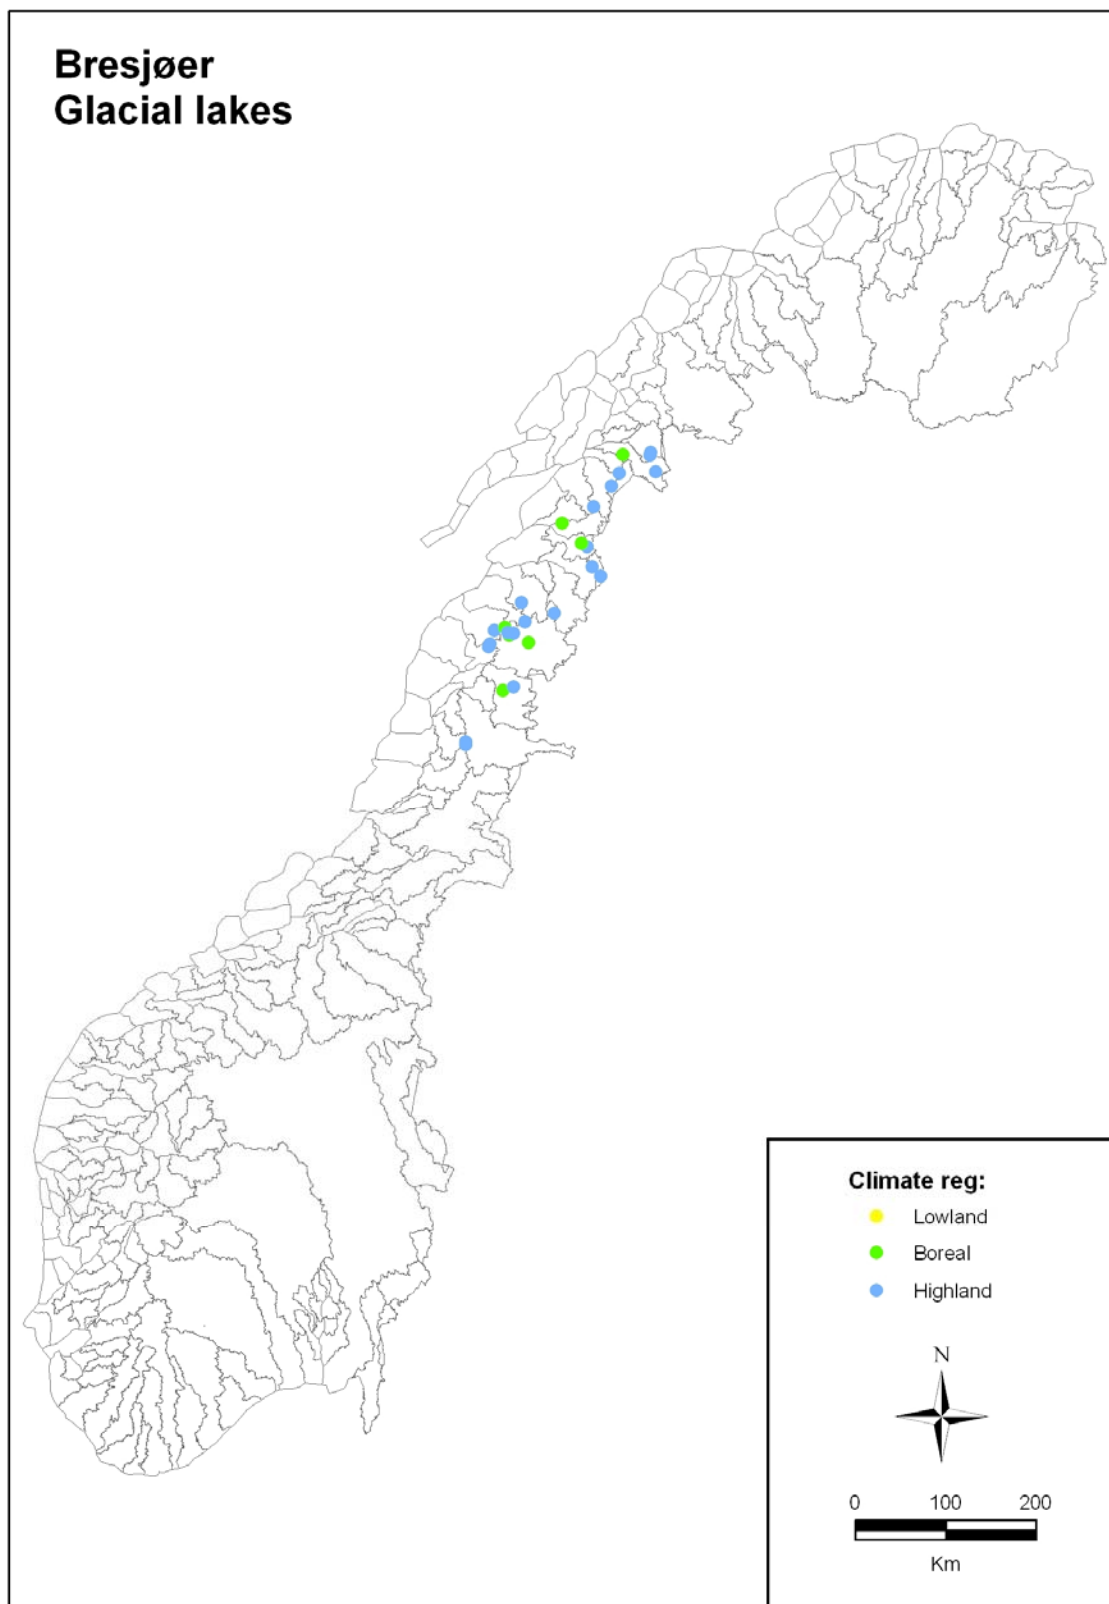 Bresjøer
Glacial lakes
Climate reg:
Lowland
Boreal
Highland
N
0 100 200
Km